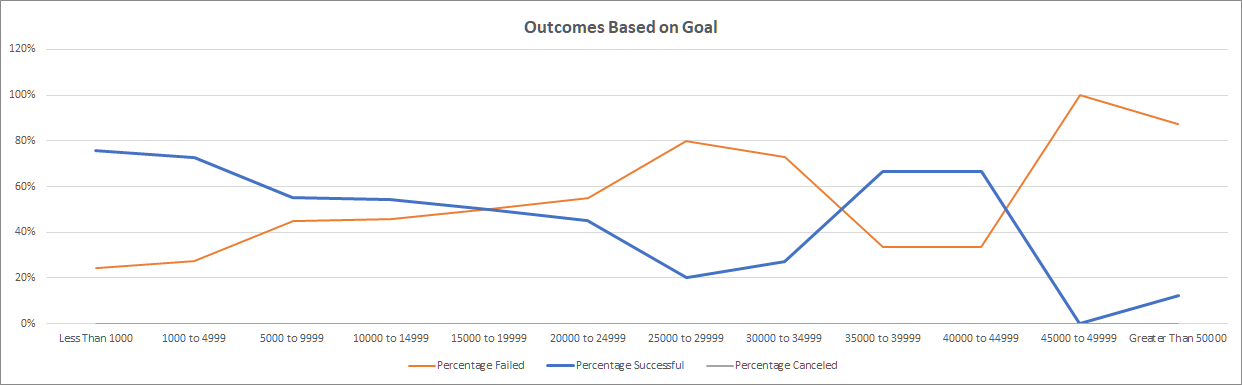 Outcomes Based on Goal
120%
100%
80%
60%
40%
20%
0%
Less Than 1000 1000 to 4999 5000 to 9999 10000 to 14999 15000 to 19999 20000 to 24999 25000 to 29999 30000 to 34999 35000 to 39999 40000 to 44999 45000 to 49999 Greater Than 50000
Percentage Failed Percentage Successful Percentage Canceled